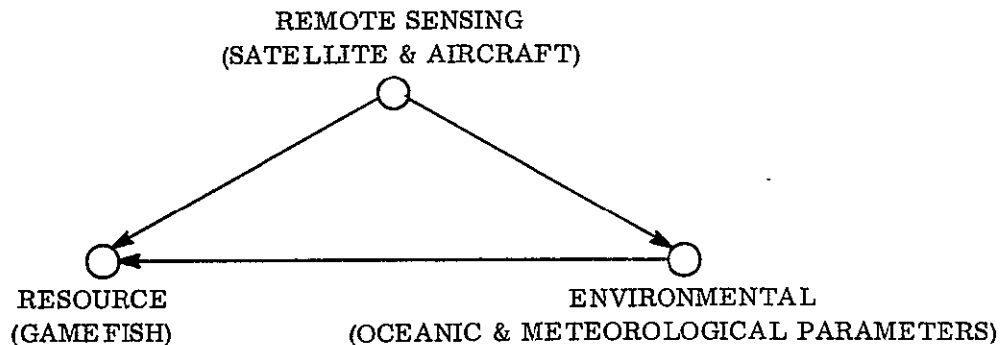 REMOTE SENSING
(SATELLITE & AIRCRAFT)
RESOURCE
(GAMEFISH)
ENVIRONMENTAL
(OCEANIC & METEOROLOGICAL PARAMETERS)